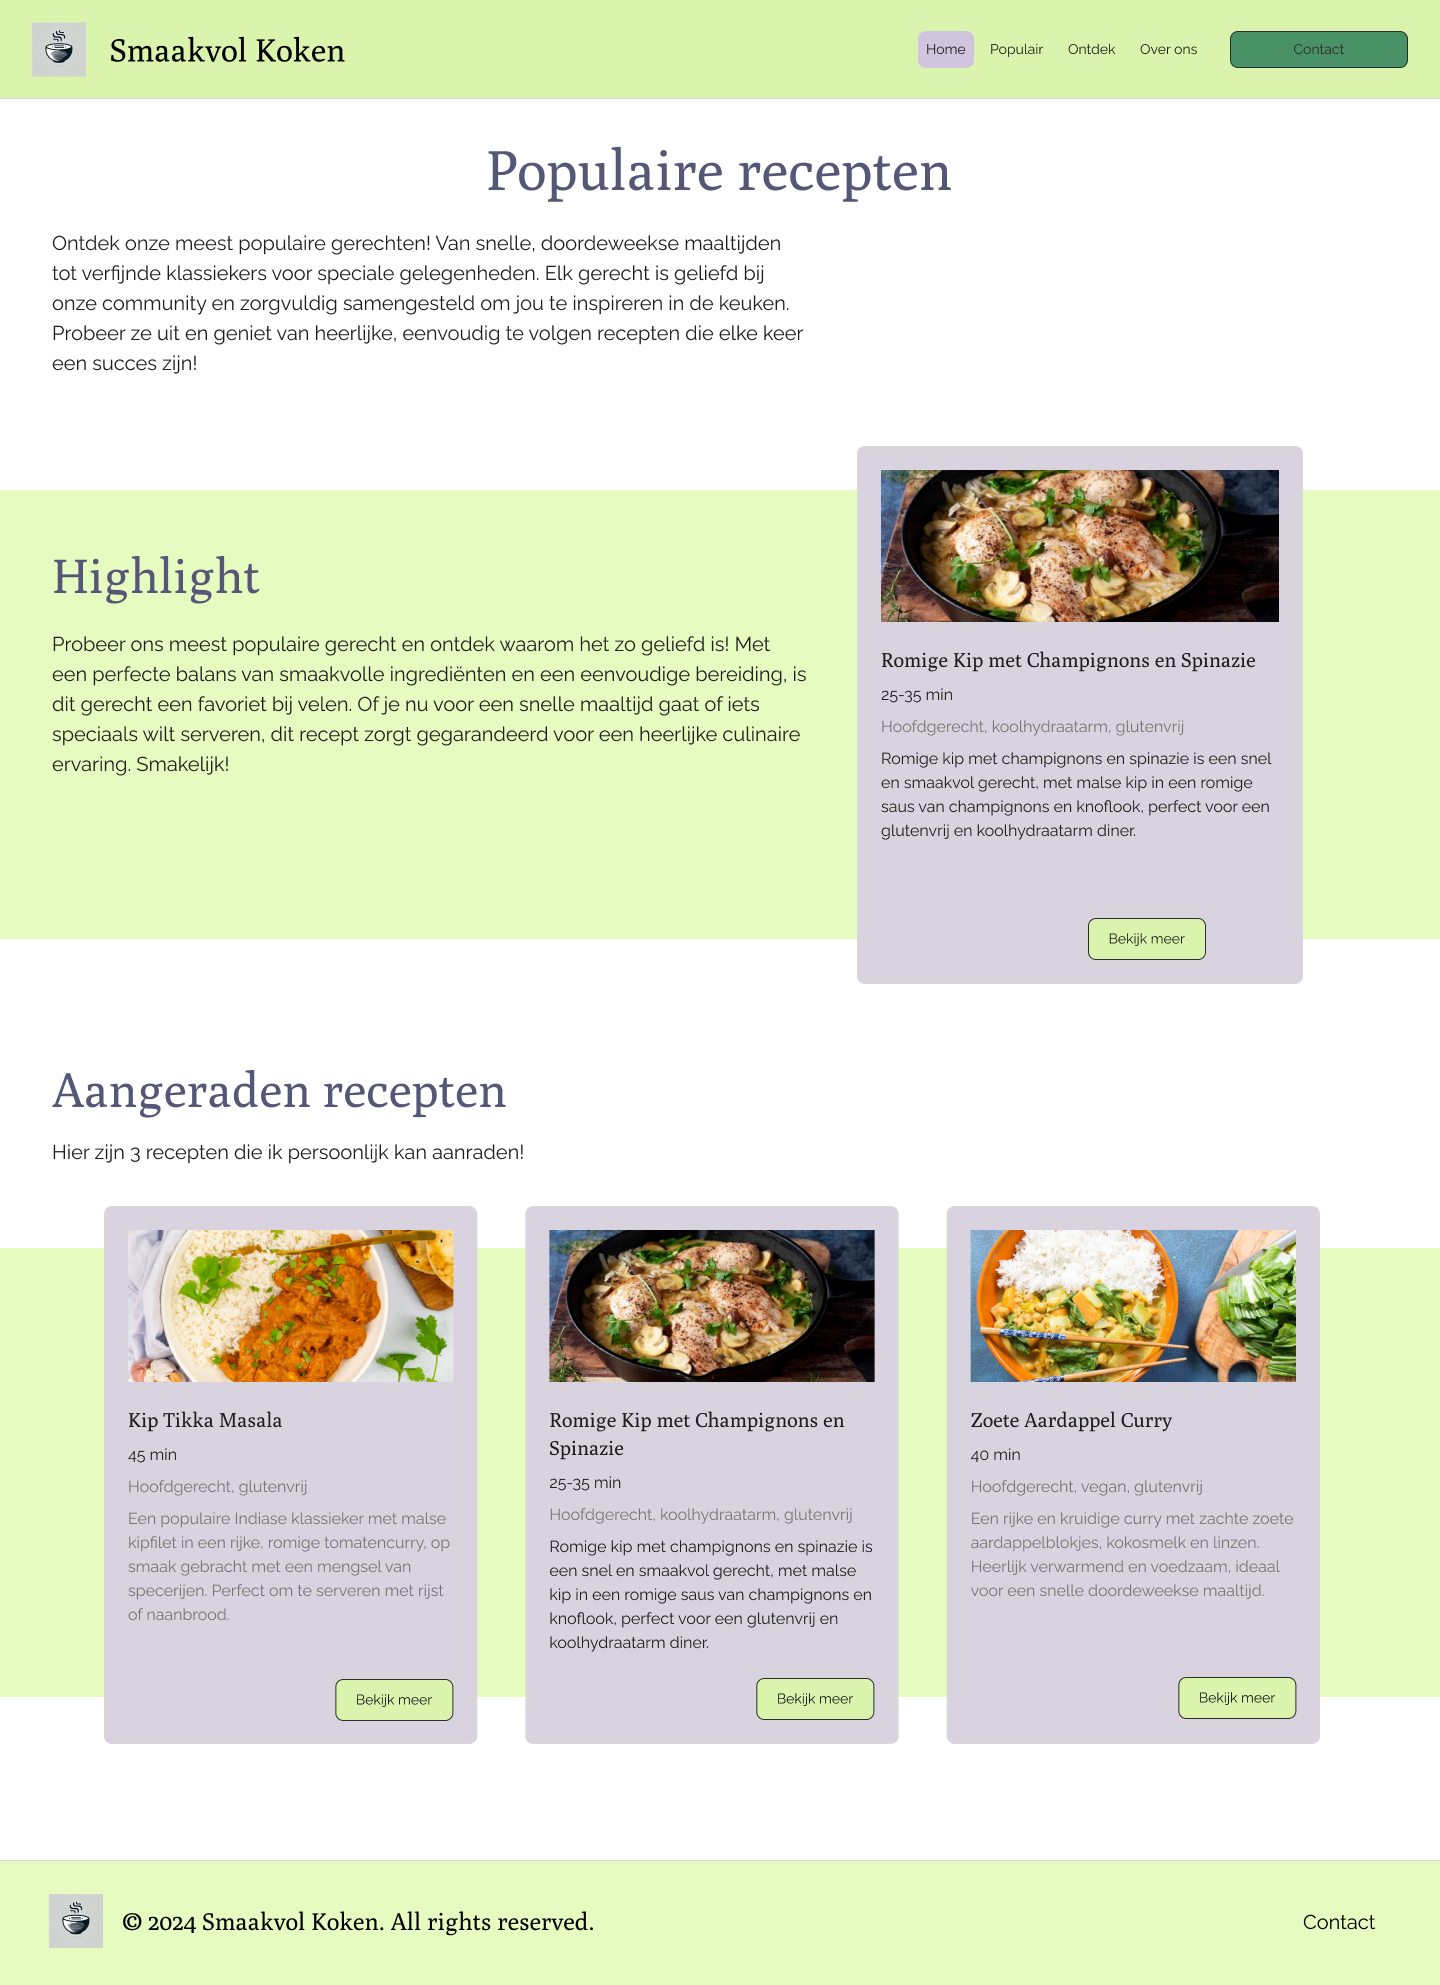 Smaakvol Koken
Home
Populair
Ontdek
Over ons
Contact
Populaire recepten
Ontdek onze meest populaire gerechten! Van snelle, doordeweekse maaltijden
tot verfijnde klassiekers voor speciale gelegenheden. Elk gerecht is geliefd bij
onze community en zorgvuldig samengesteld om jou te inspireren in de keuken.
Probeer ze uit en geniet van heerlijke, eenvoudig te volgen recepten die elke keer
een succes zijn!
Highlight
Probeer ons meest populaire gerecht en ontdek waarom het zo geliefd is! Met
een perfecte balans van smaakvolle ingrediënten en een eenvoudige bereiding, is
dit gerecht een favoriet bij velen. Of je nu voor een snelle maaltijd gaat of iets
speciaals wilt serveren, dit recept zorgt gegarandeerd voor een heerlijke culinaire
ervaring. Smakelijk!
Romige Kip met Champignons en Spinazie
25-35 min
Hoofdgerecht, koolhydraatarm, glutenvrij
Romige kip met champignons en spinazie is een snel
en smaakvol gerecht, met malse kip in een romige
saus van champignons en knoflook, perfect voor een
glutenvrij en koolhydraatarm diner.
Bekijk meer
Aangeraden recepten
Hier zijn 3 recepten die ik persoonlijk kan aanraden!
Kip Tikka Masala
45 min
Hoofdgerecht, glutenvrij
Een populaire Indiase klassieker met malse
kipfilet in een rijke, romige tomatencurry, op
smaak gebracht met een mengsel van
specerijen. Perfect om te serveren met rijst
of naanbrood.
Bekijk meer
Romige Kip met Champignons en
Spinazie
25-35 min
Hoofdgerecht, koolhydraatarm, glutenvrij
Romige kip met champignons en spinazie is
een snel en smaakvol gerecht, met malse
kip in een romige saus van champignons en
knoflook, perfect voor een glutenvrij en
koolhydraatarm diner.
Bekijk meer
Zoete Aardappel Curry
40 min
Hoofdgerecht, vegan, glutenvrij
Een rijke en kruidige curry met zachte zoete
aardappelblokjes, kokosmelk en linzen.
Heerlijk verwarmend en voedzaam, ideaal
voor een snelle doordeweekse maaltijd.
Bekijk meer
© 2024 Smaakvol Koken. All rights reserved.
Contact